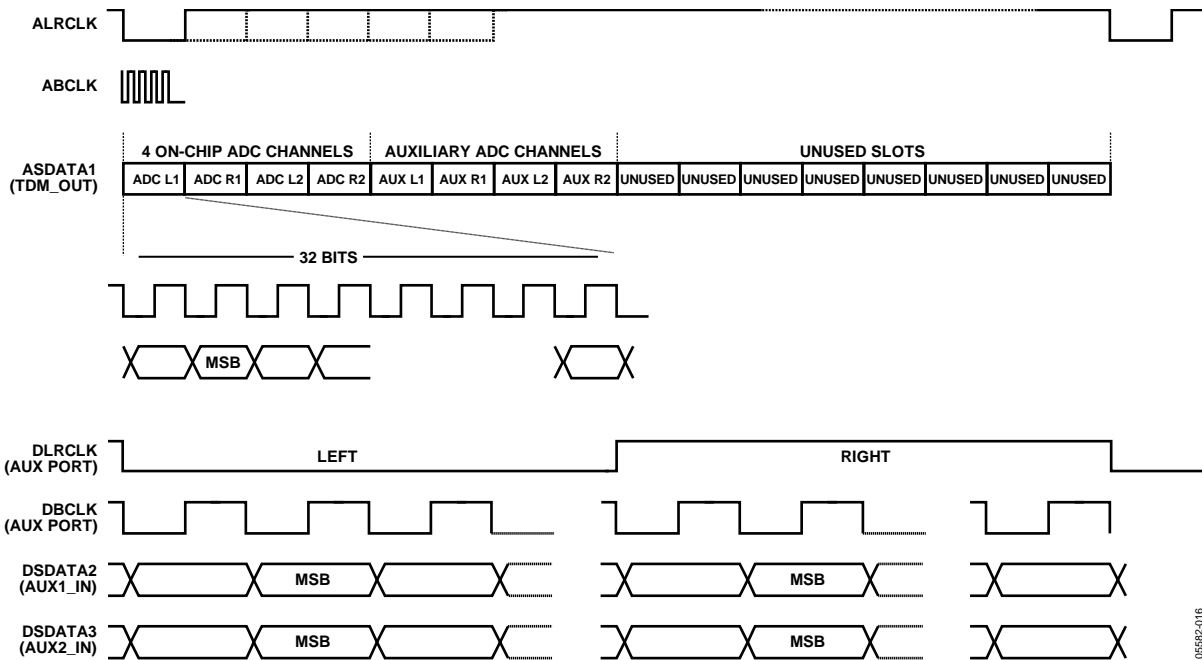 ALRCLK
ABCLK
4 ON-CHIP ADC CHANNELS AUXILIARY ADC CHANNELS UNUSED SLOTS
ASDATA1
(TDM_OUT)
ADC L1 ADC R1 ADC L2 ADC R2 AUX L1 AUX R1 AUX L2 AUX R2 UNUSED UNUSED UNUSED UNUSED UNUSED UNUSED UNUSED UNUSED
32 BITS
MSB
DLRCLK
(AUX PORT)
LEFT RIGHT
DBCLK
(AUX PORT)
DSDATA2
(AUX1_IN)
MSB MSB
DSDATA3
(AUX2_IN)
MSB MSB
05582-016